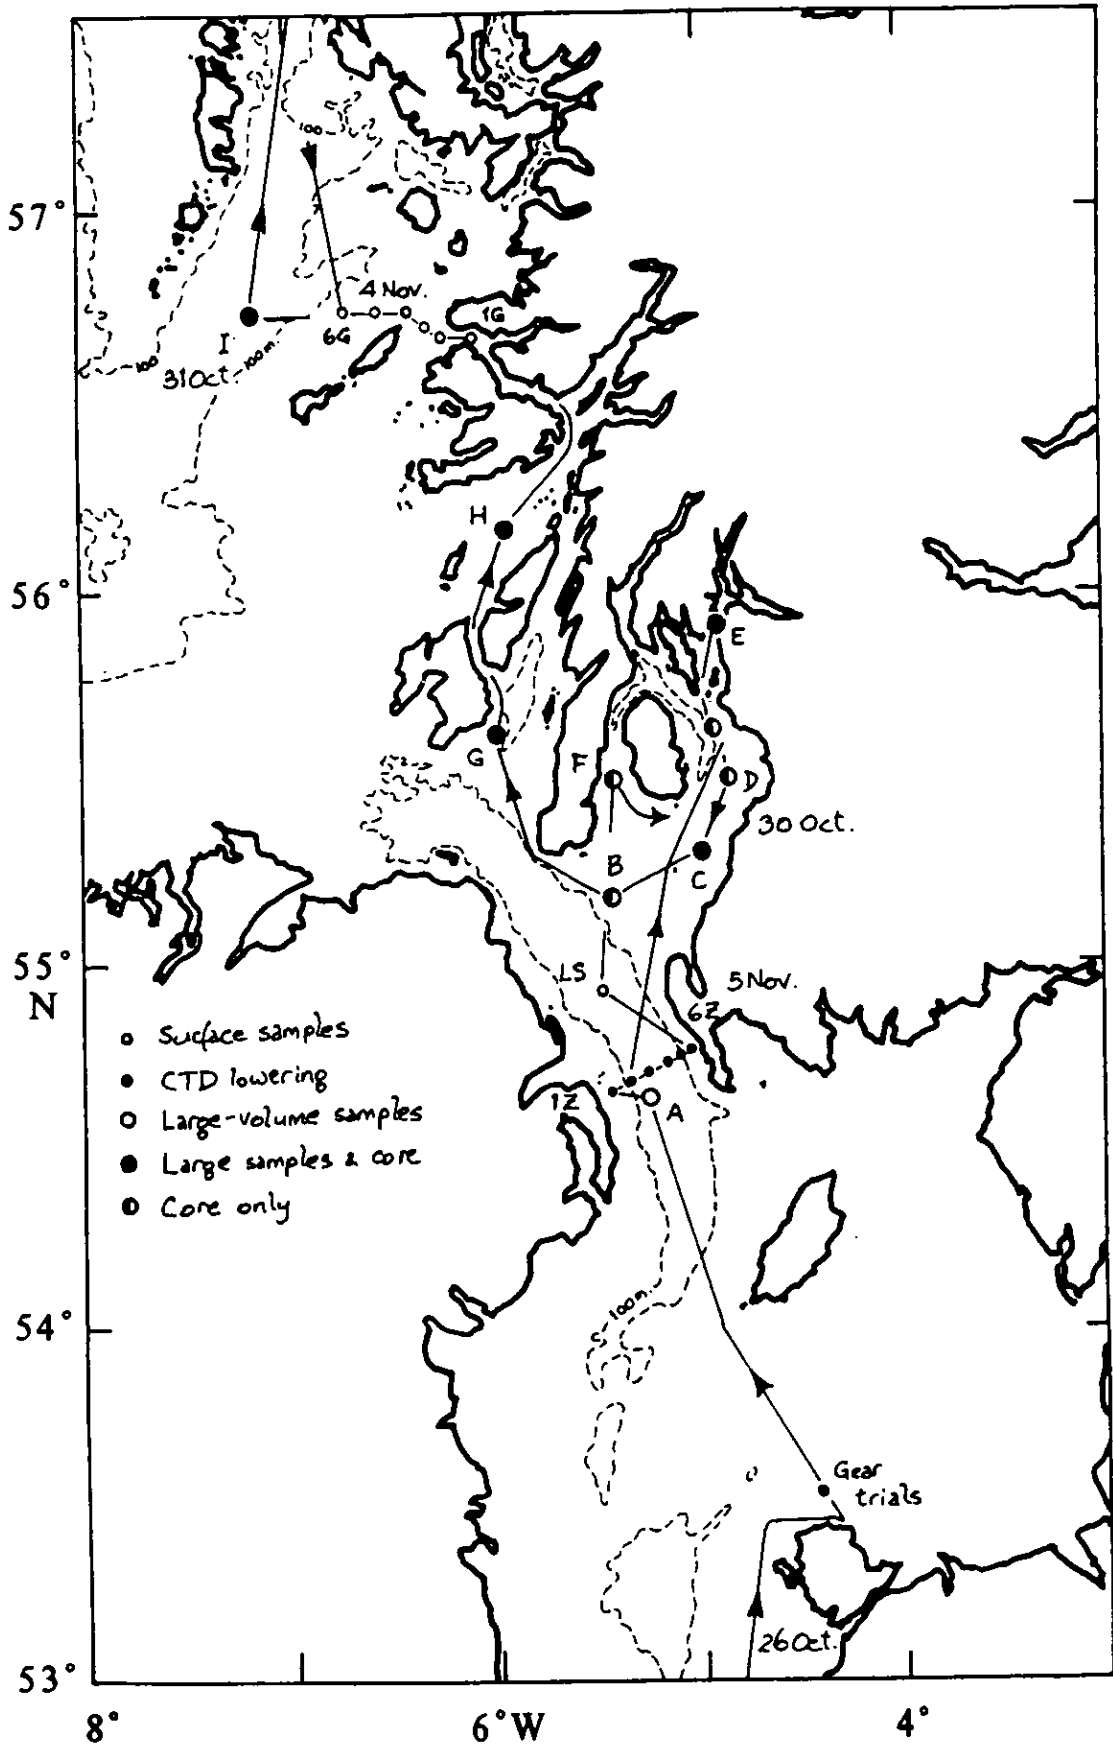 100
57°
4 Nov.
1G
6G
I
100
100m.
31 Oct.
H
56°
E
G
F
D
30 Oct.
B
C
55°
N
LS
5 Nov.
6Z
Surface samples
CTD lowering
1Z
A
Large-volume samples
Large samples & core
Core only
100m.
54°
Gear
trials
26 Oct.
53°
8°
6°W
4°